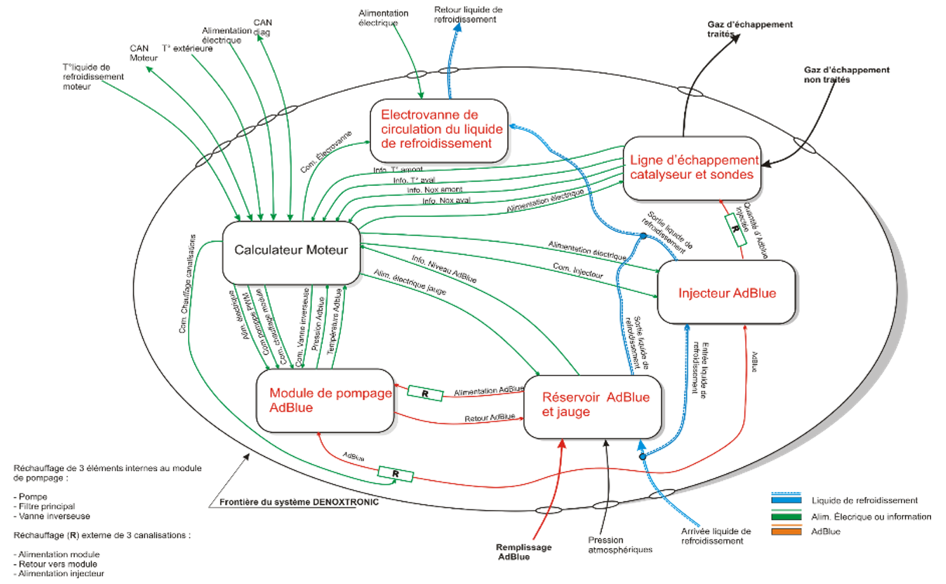 Retour liquide de
refroidissement
Alimentation
électrique
CAN
diag
Alimentation
électrique
T° extérieure
CAN
Moteur
T°liquide de
refroidissement
moteur
Gaz d'échappement
traités
Gaz d'échappement
non traités
Electrovanne de
circulation du liquide
de refroidissement
Com. Électrovanne
Ligne d'échappement
catalyseur et sondes
Info. T° amont
Info. T° aval
Info. Nox amont
Info. Nox aval
Alimentation électrique
Quantité d'Adblue
injectée
R
Sortie liquide de
refroidissement
Calculateur Moteur
Alimentation électrique
Com. Injecteur
Info. Niveau AdBlue
Alim. électrique jauge
Injecteur AdBlue
Com. Chauffage canalisations
Alim. électrique
Com pompe PWM
Com. chauffage module
Com. Vanne inverseuse
Pression Adblue
Température Adblue
Sortie liquide de
refroidissement
Entrée liquide de
refroidissement
AdBlue
Module de pompage
AdBlue
R
Alimentation AdBlue
Retour AdBlue
Réservoir AdBlue
et jauge
AdBlue
R
Réchauffage de 3 éléments internes au module
de pompage :
- Pompe
- Filtre principal
- Vanne inverseuse
Réchauffage (R) externe de 3 canalisations :
- Alimentation module
- Retour vers module
- Alimentation injecteur
Frontière du système DENOXTRONIC
Remplissage
AdBlue
Pression
atmosphériques
Arrivée liquide de
refroidissement
Liquide de refroidissement
Alim. Élecrique ou information
AdBlue